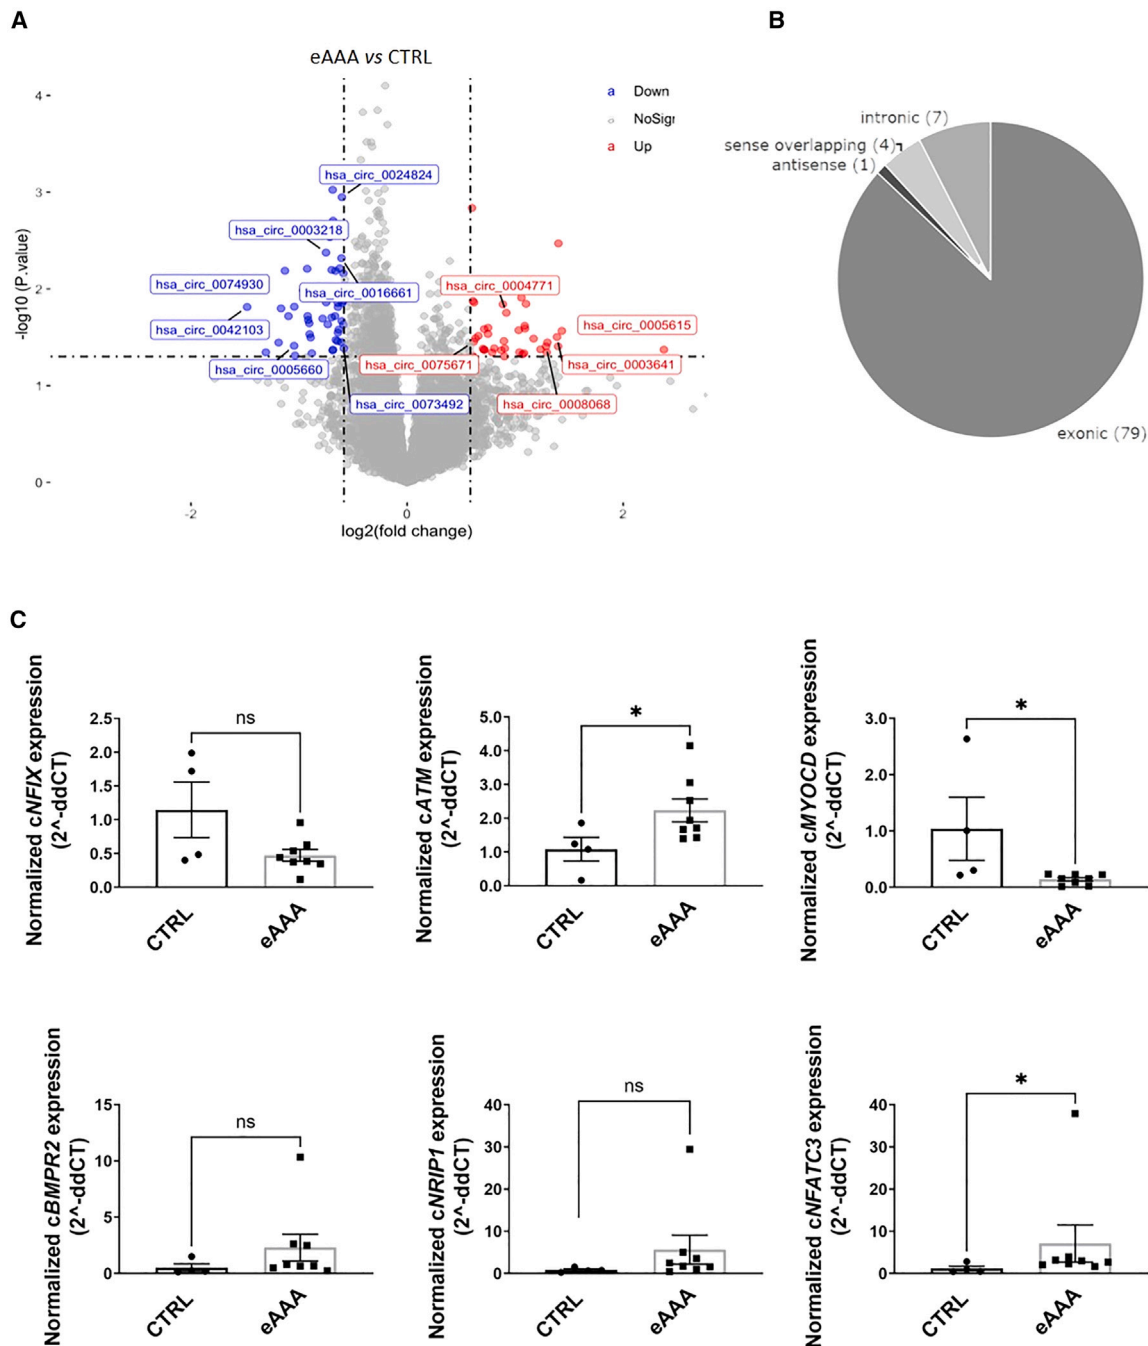 A
eAAA vs CTRL
-log10 (P.value)
4
3
2
1
0
-2
0
2
log2(fold change)
a Down
a NoSigr
a Up
hsa_circ_0024824
hsa_circ_0003218
hsa_circ_0074930
hsa_circ_0016661
hsa_circ_0004771
hsa_circ_0042103
hsa_circ_0005615
hsa_circ_0005660
hsa_circ_0075671
hsa_circ_0003641
hsa_circ_0073492
hsa_circ_0008068
B
intronic (7)
sense overlapping (4)
antisense (1)
exonic (79)
C
Normalized cNFIX expression
(2^-ddCT)
2.5
2.0
1.5
1.0
0.5
0.0
ns
CTRL
eAAA
Normalized cATM expression
(2^-ddCT)
5.0
4.0
3.0
2.0
1.0
0.0
*
CTRL
eAAA
Normalized cMYOCD expression
(2^-ddCT)
3.0
2.0
1.0
0.0
*
CTRL
eAAA
Normalized cBMPR2 expression
(2^-ddCT)
15
10
5
0
ns
CTRL
eAAA
Normalized cNRIP1 expression
(2^-ddCT)
40
30
20
10
0
ns
CTRL
eAAA
Normalized cNFATC3 expression
(2^-ddCT)
40
30
20
10
0
*
CTRL
eAAA